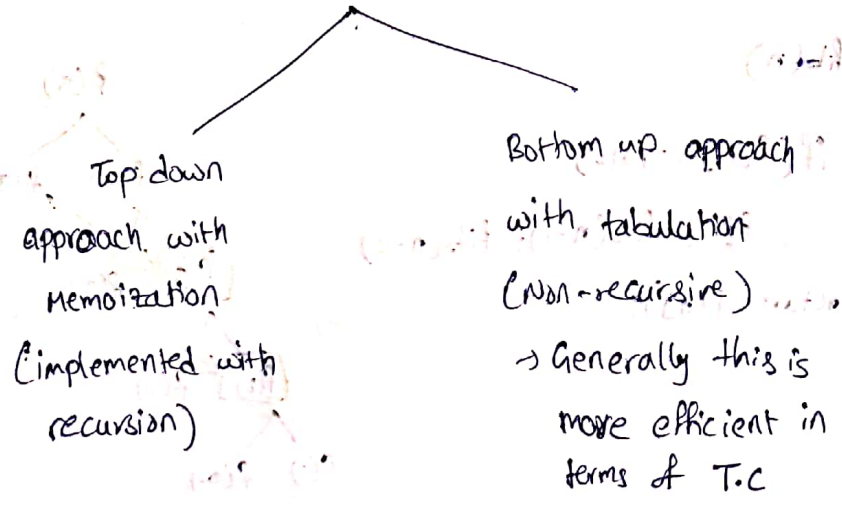 Top down
approach with
Memoization
(implemented with
recursion)
Bottom up approach
with tabulation
(Non-recursive)
→ Generally this is
more efficient in
terms of T.C